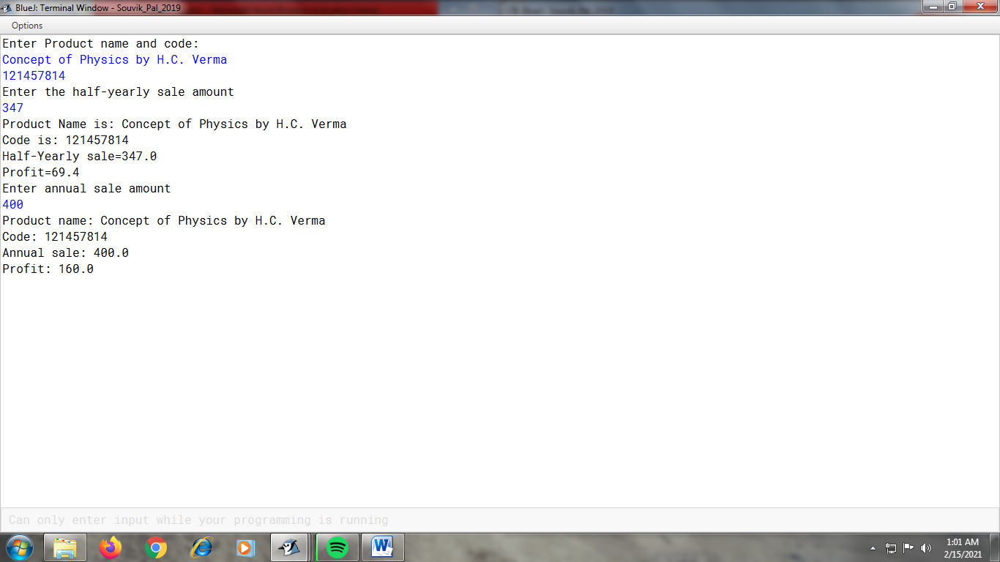 BlueJ: Terminal Window - Souvik_Pal_2019
Options
Enter Product name and code:
Concept of Physics by H.C. Verma
121457814
Enter the half-yearly sale amount
347
Product Name is: Concept of Physics by H.C. Verma
Code is: 121457814
Half-Yearly sale=347.0
Profit=69.4
Enter annual sale amount
400
Product name: Concept of Physics by H.C. Verma
Code: 121457814
Annual sale: 400.0
Profit: 160.0
Can only enter input while your programming is running
1:01 AM
2/15/2021